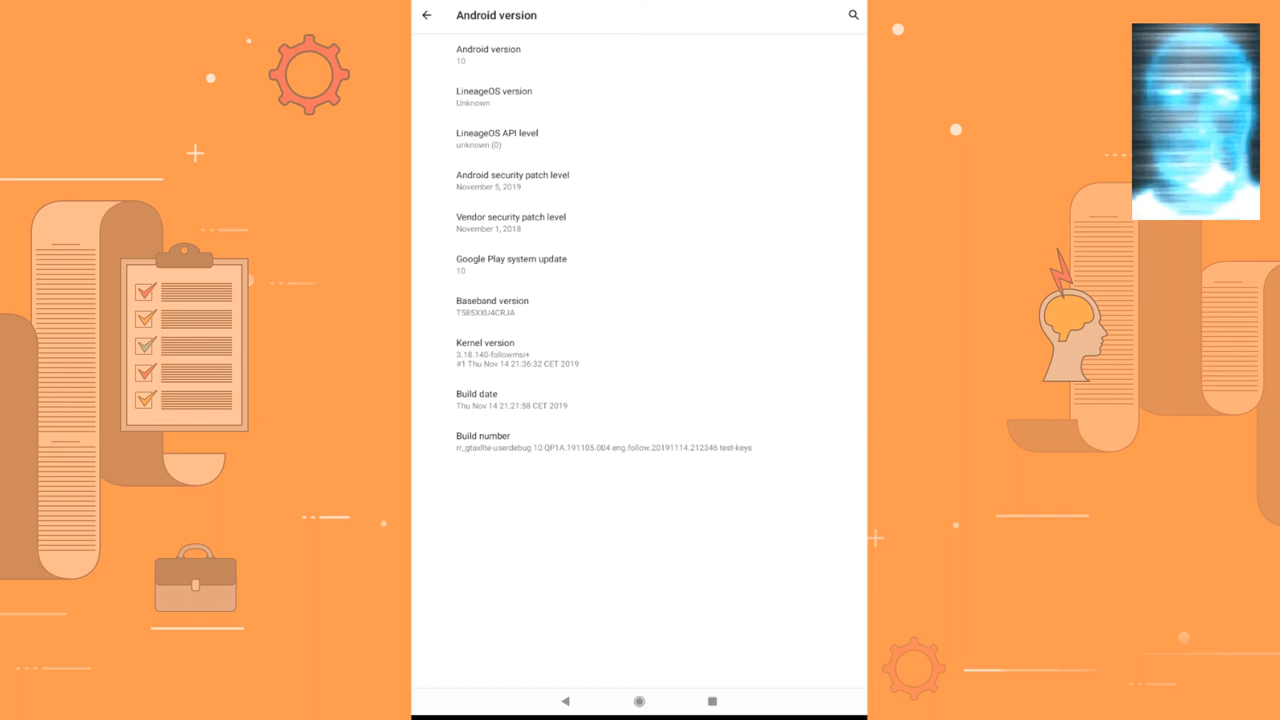 Android version
Android version
10
LineageOS version
Unknown
LineageOS API level
unknown (0)
Android security patch level
November 5, 2019
Vendor security patch level
November 1, 2018
Google Play system update
10
Baseband version
T585XXU4CRJA
Kernel version
3.18.140-followmsi+
#1 Thu Nov 14 21:36:32 CET 2019
Build date
Thu Nov 14 21:21:58 CET 2019
Build number
rr_gtaxllte-userdebug 10 QP1A.191105.004 eng.follow.20191114.212346 test-keys